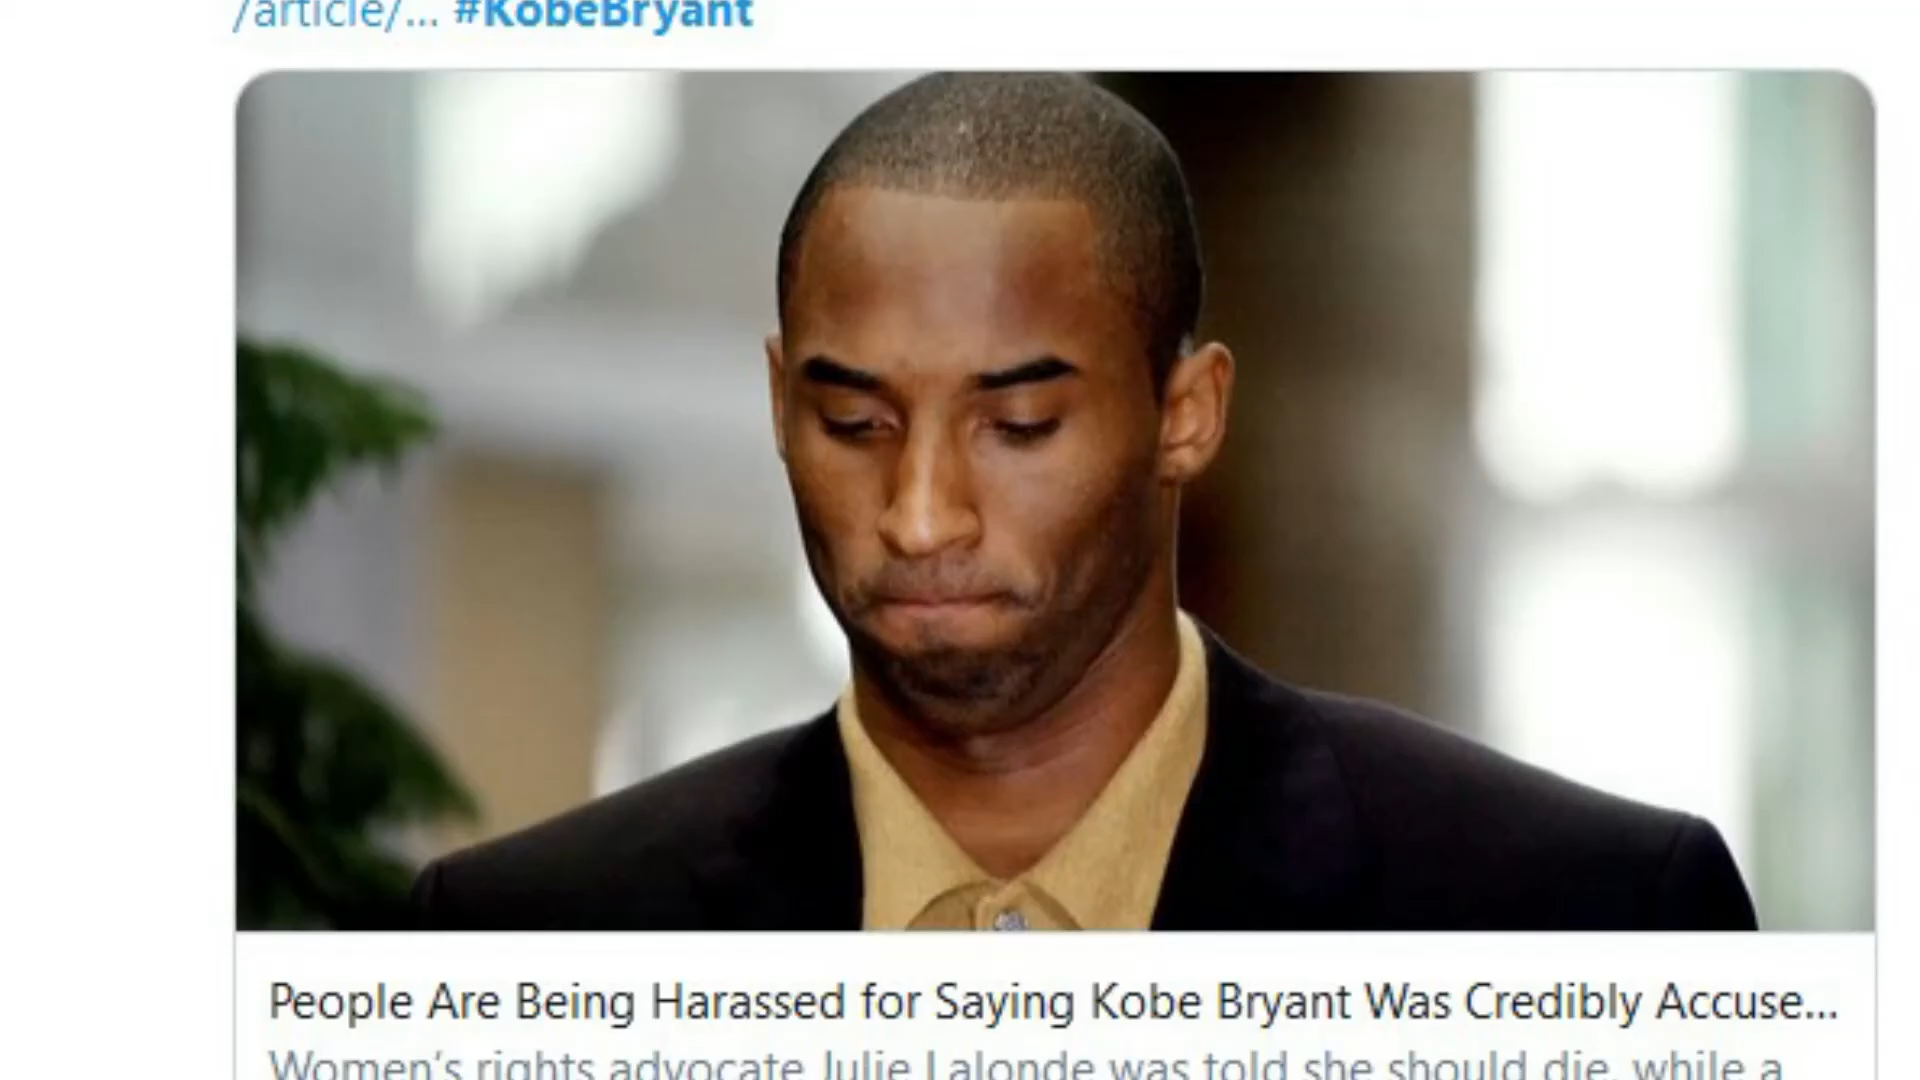 /article/... #KobeBryant
People Are Being Harassed for Saying Kobe Bryant Was Credibly Accuse...
Women's rights advocate Julie Lalonde was told she should die, while a